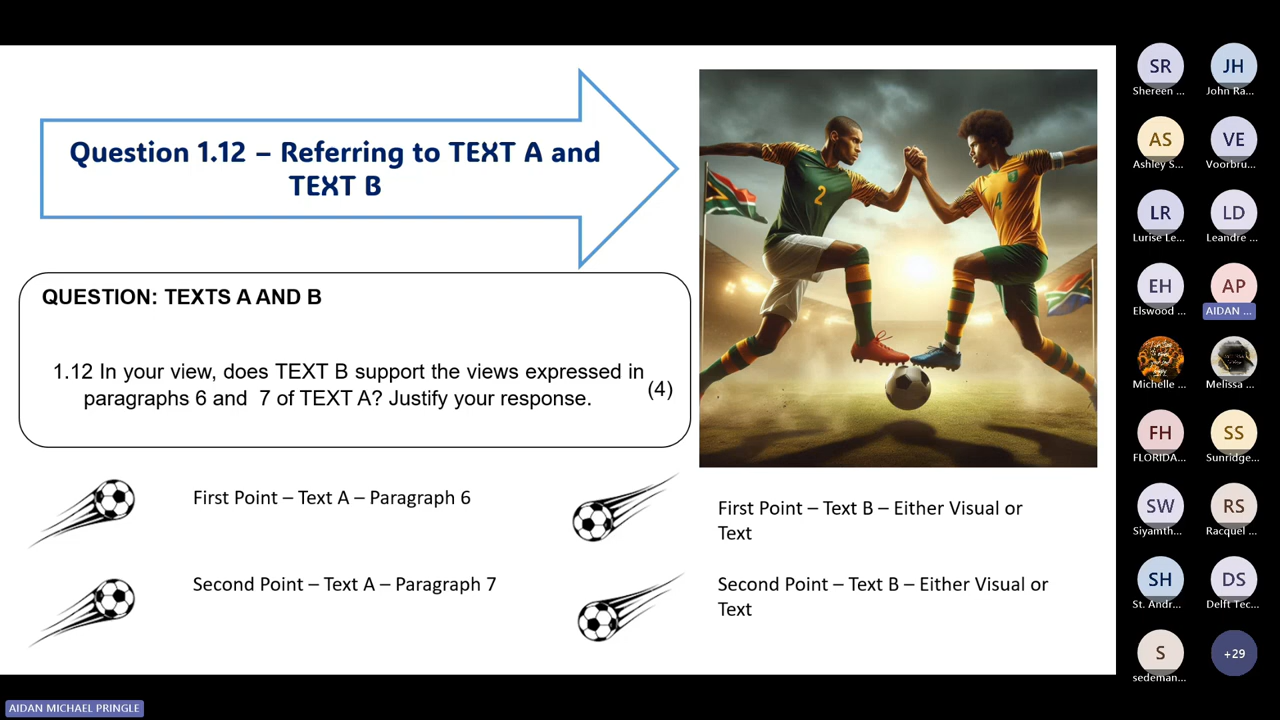 Question 1.12 – Referring to TEXT A and
TEXT B
QUESTION: TEXTS A AND B
1.12 In your view, does TEXT B support the views expressed in
paragraphs 6 and 7 of TEXT A? Justify your response.
(4)
First Point – Text A – Paragraph 6
Second Point – Text A – Paragraph 7
First Point – Text B – Either Visual or
Text
Second Point – Text B – Either Visual or
Text
2
4
SR
Shereen ...
JH
John Ra...
AS
Ashley S...
VE
Voorbru...
LR
Lurise Le...
LD
Leandre ...
EH
Elswood ...
AP
AIDAN ...
Michelle ...
Melissa ...
FH
FLORIDA...
SS
Sunridge...
SW
Siyamth...
RS
Racquel ...
SH
St. Andr...
DS
Delft Tec...
S
sedeman...
+29
AIDAN MICHAEL PRINGLE